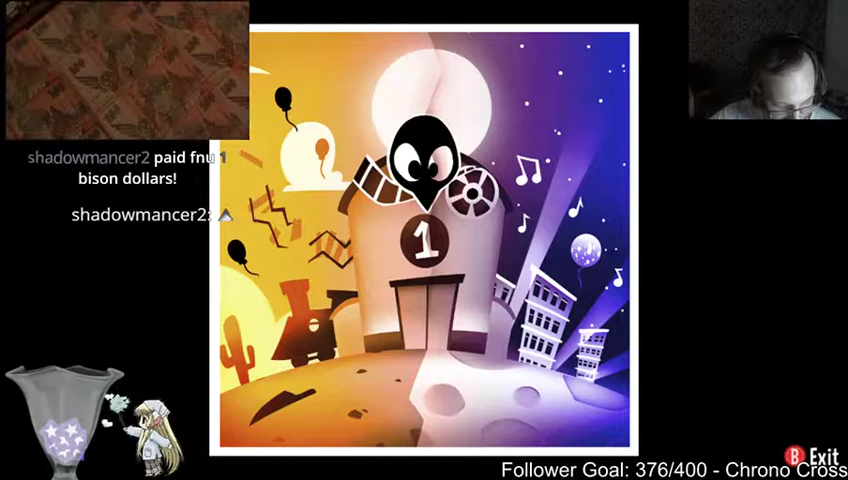 shadowmancer2 paid fnu 1
bison dollars!
shadowmancer2:
1
B Exit
Follower Goal: 376/400 - Chrono Cross